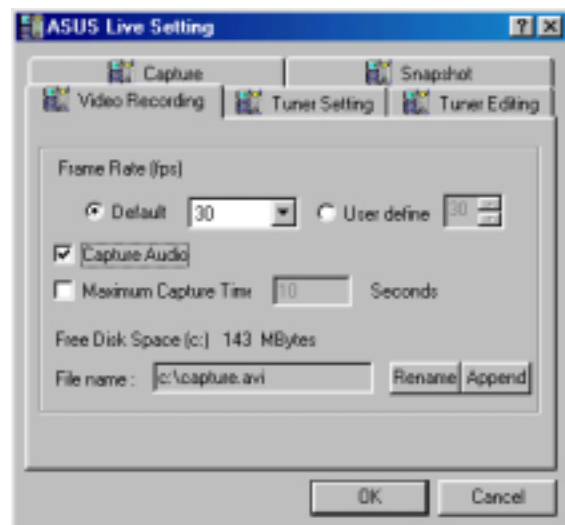 ASUS Live Setting
Capture
Snapshot
Video Recording
Tuner Setting
Tuner Editing
Frame Rate (fps)
Default 30 User define 30
Capture Audio
Maximum Capture Time 10 Seconds
Free Disk Space (c:) 143 MBytes
File name : c:\capture.avi Rename Append
OK Cancel